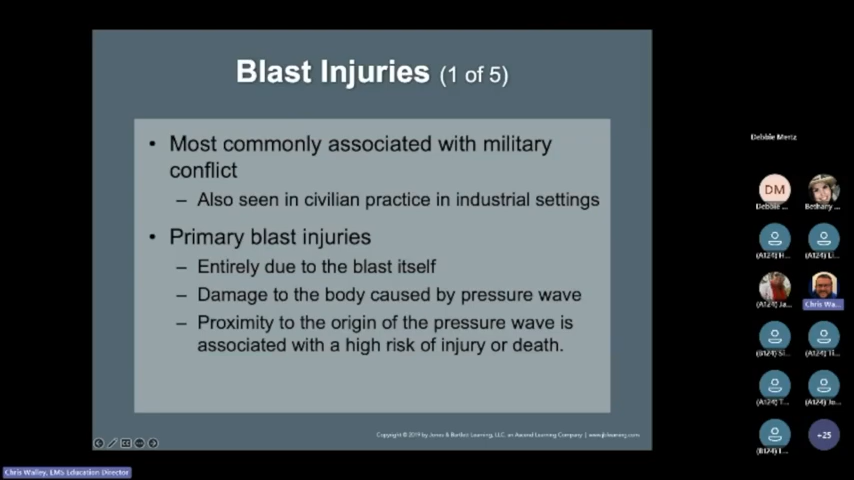 Blast Injuries (1 of 5)
• Most commonly associated with military
conflict
– Also seen in civilian practice in industrial settings
• Primary blast injuries
– Entirely due to the blast itself
– Damage to the body caused by pressure wave
– Proximity to the origin of the pressure wave is
associated with a high risk of injury or death.
Copyright © 2019 by Jones & Bartlett Learning, LLC, an Ascend Learning Company | www.jblearning.com
Debbie Mertz
DM
Debbie ...
Bethany...
(A124) H...
(A124) Li...
(A124) Ja...
Chris Wa...
(B124) Si...
(A124) Ti...
(A124) T...
(A124) Jo...
(B124) T...
+25
Chris Walley, EMS Education Director